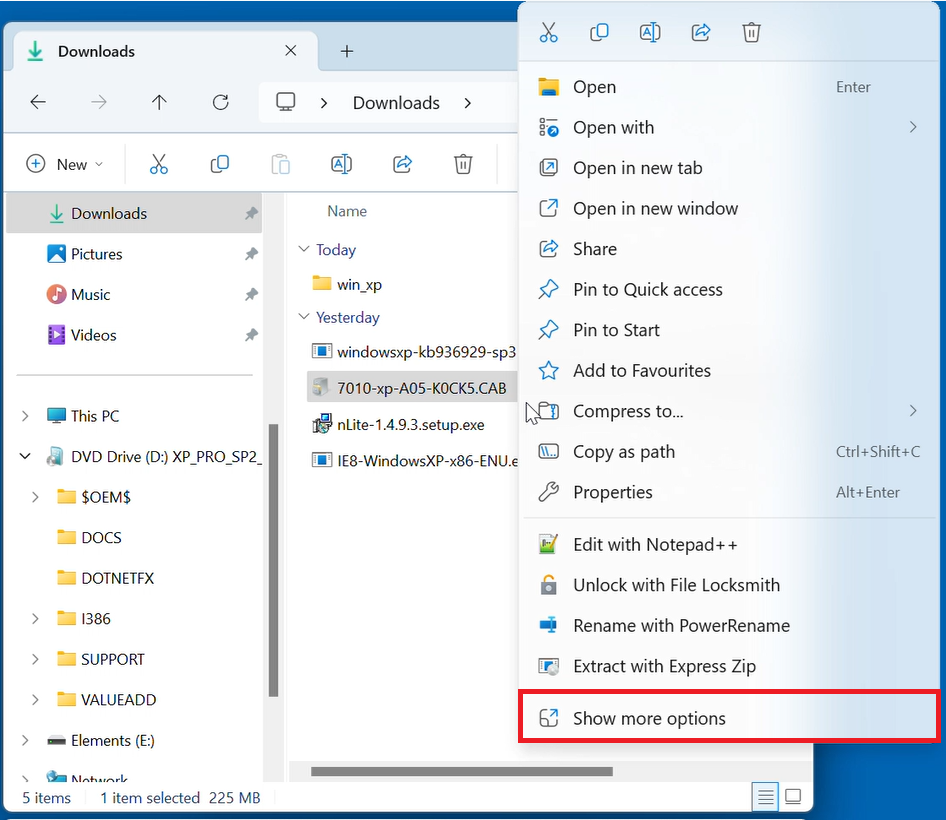 Downloads
Downloads
New
Downloads
Pictures
Music
Videos
This PC
DVD Drive (D:) XP_PRO_SP2_
$OEM$
DOCS
DOTNETFX
I386
SUPPORT
VALUEADD
Elements (E:)
Network
Name
Today
win_xp
Yesterday
windowsxp-kb936929-sp3
7010-xp-A05-K0CK5.CAB
nLite-1.4.9.3.setup.exe
IE8-WindowsXP-x86-ENU.e
5 items 1 item selected 225 MB
Open Enter
Open with
Open in new tab
Open in new window
Share
Pin to Quick access
Pin to Start
Add to Favourites
Compress to...
Copy as path Ctrl+Shift+C
Properties Alt+Enter
Edit with Notepad++
Unlock with File Locksmith
Rename with PowerRename
Extract with Express Zip
Show more options